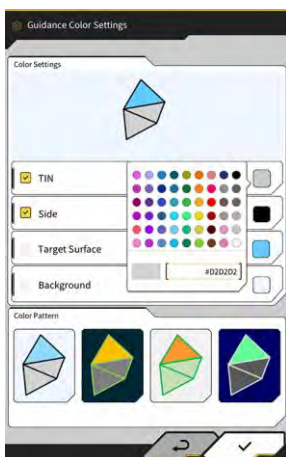 Guidance Color Settings
Color Settings
TIN
Side
Target Surface
#D2D2D2
Background
Color Pattern